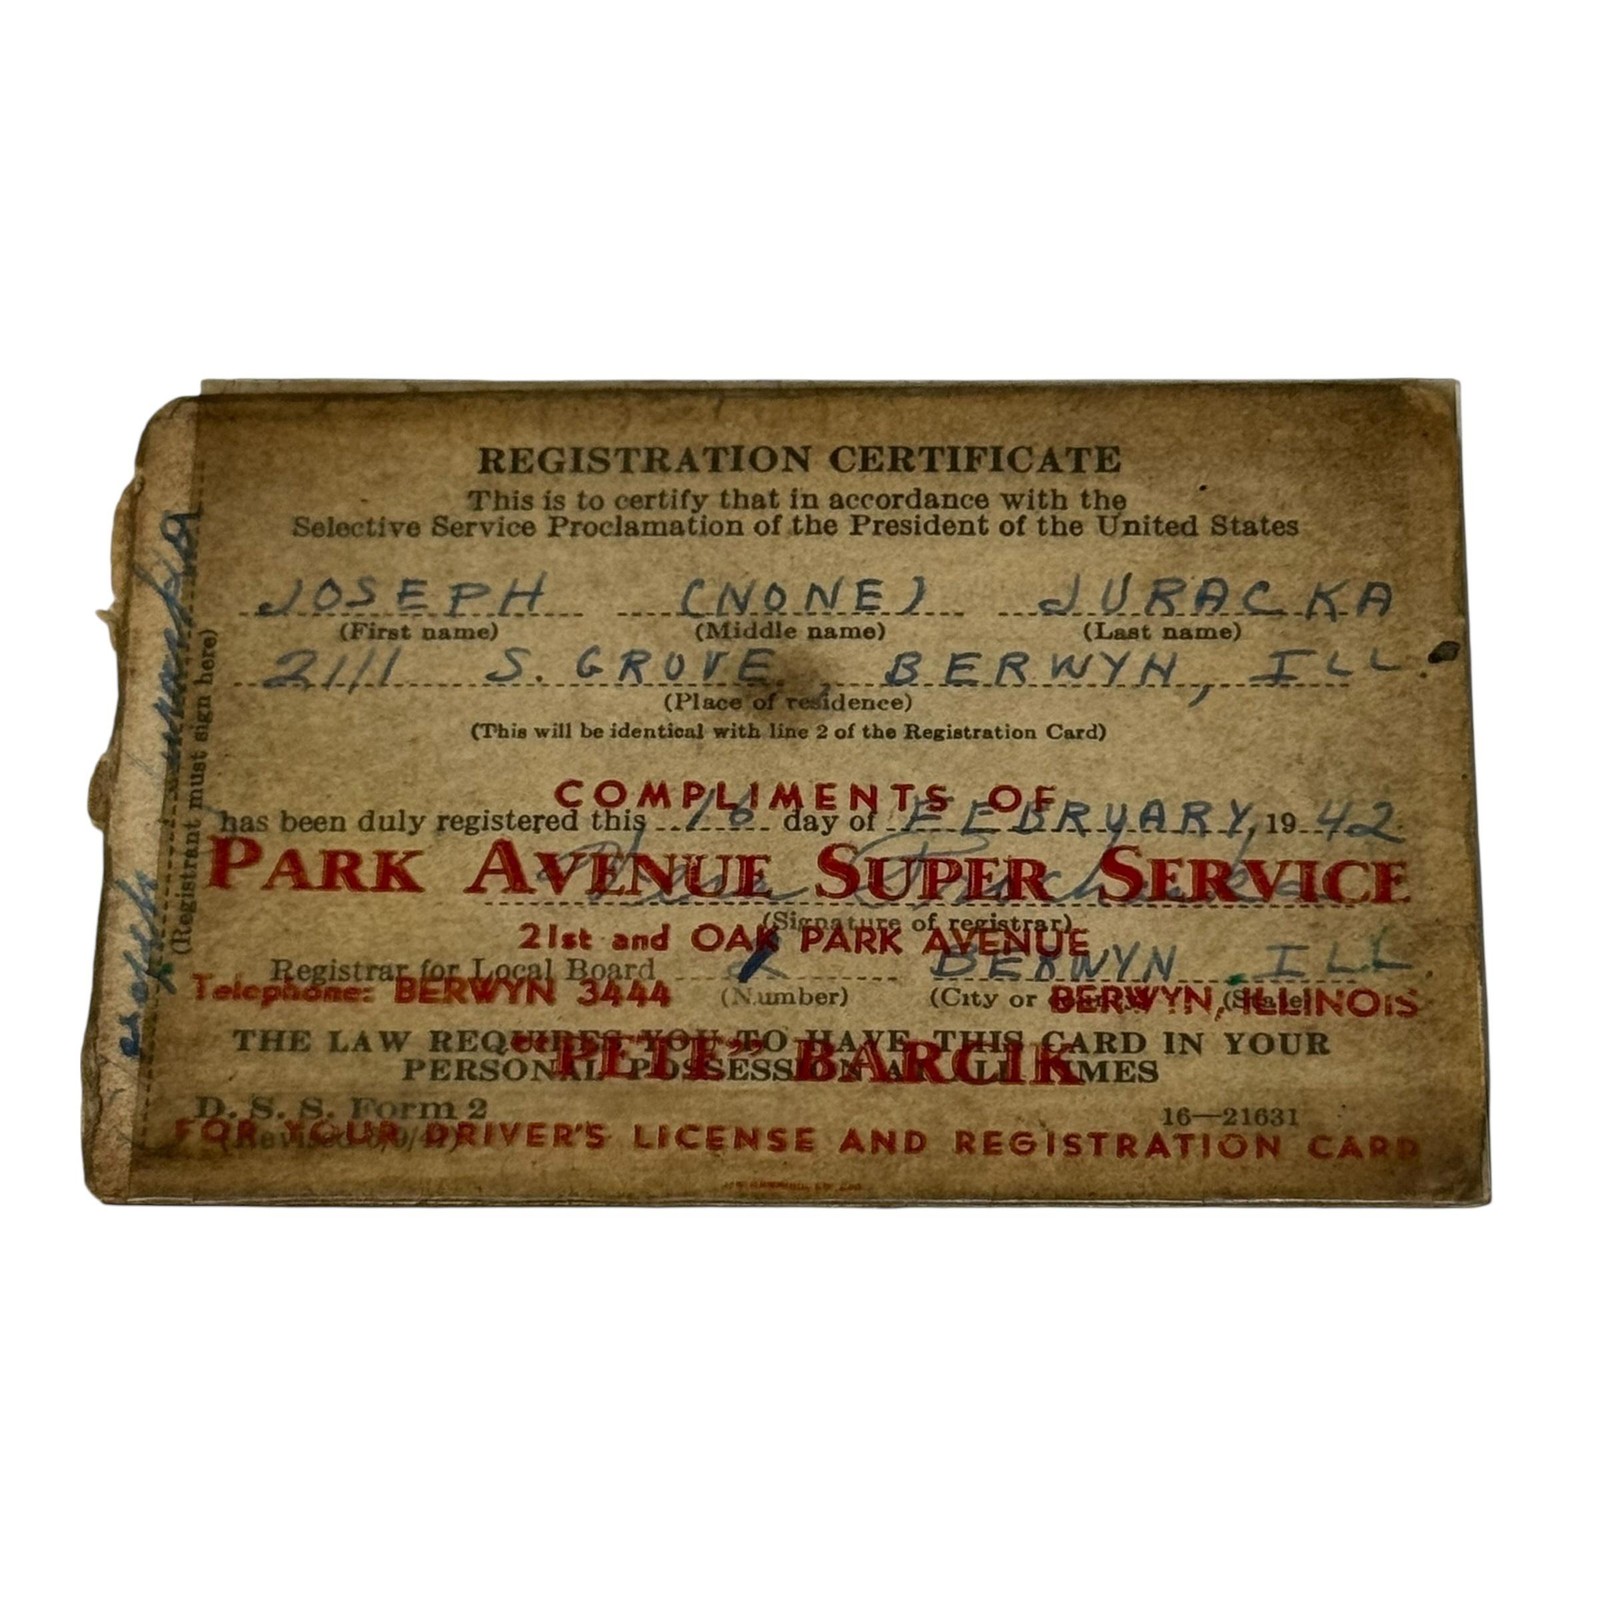 REGISTRATION CERTIFICATE
This is to certify that in accordance with the
Selective Service Proclamation of the President of the United States
JOSEPH (NONE) JURACKA
(First name) (Middle name) (Last name)
2111 S. GROVE, BERWYN, ILL
(Place of residence)
(This will be identical with line 2 of the Registration Card)
COMPLIMENTS OF
has been duly registered this 16 day of FEBRUARY, 1942
PARK AVENUE SUPER SERVICE
(Signature of registrar)
21st and OAK PARK AVENUE
Registrar for Local Board BERWYN ILL
Telephone: BERWYN 3444
(Number) (City or county) (State)
BERWYN, ILLINOIS
THE LAW REQUIRES YOU TO HAVE THIS CARD IN YOUR
"PETE" BARCIK
PERSONAL POSSESSION AT ALL TIMES
D. S. S. Form 2 16—21631
(Revised
FOR YOUR DRIVER'S LICENSE AND REGISTRATION CARD
(Registrant must sign here)